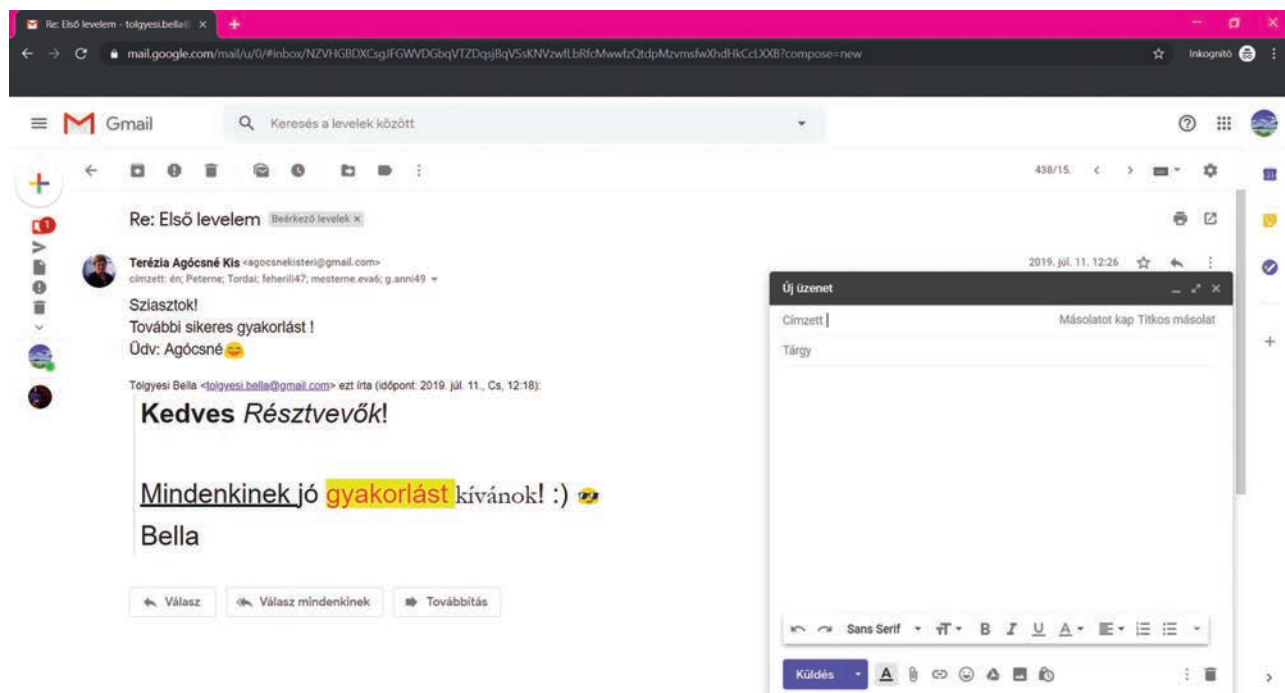 Re: Első levelem - tolgyesi.bella@
mail.google.com/mail/u/0/#inbox/
?compose=new
Inkognitó
Gmail
Keresés a levelek között
438/15.
31
1
Re: Első levelem Beérkező levelek ×
Terézia Agócsné Kis <agocsnekisteri@gmail.com>
2019. júl. 11. 12:26
címzett: én; Peterne; Tordai; feherili47; mesterne.eva6; g.anni49
Sziasztok!
További sikeres gyakorlást !
Üdv: Agócsné
Tölgyesi Bella <tolgyesi.bella@gmail.com> ezt írta (időpont: 2019. júl. 11., Cs, 12:18):
Kedves Résztvevők!
Mindenkinek jó gyakorlást kívánok! :)
Bella
Válasz Válasz mindenkinek Továbbítás
Új üzenet
Címzett Másolatot kap Titkos másolat
Tárgy
Sans Serif B I U A
Küldés A